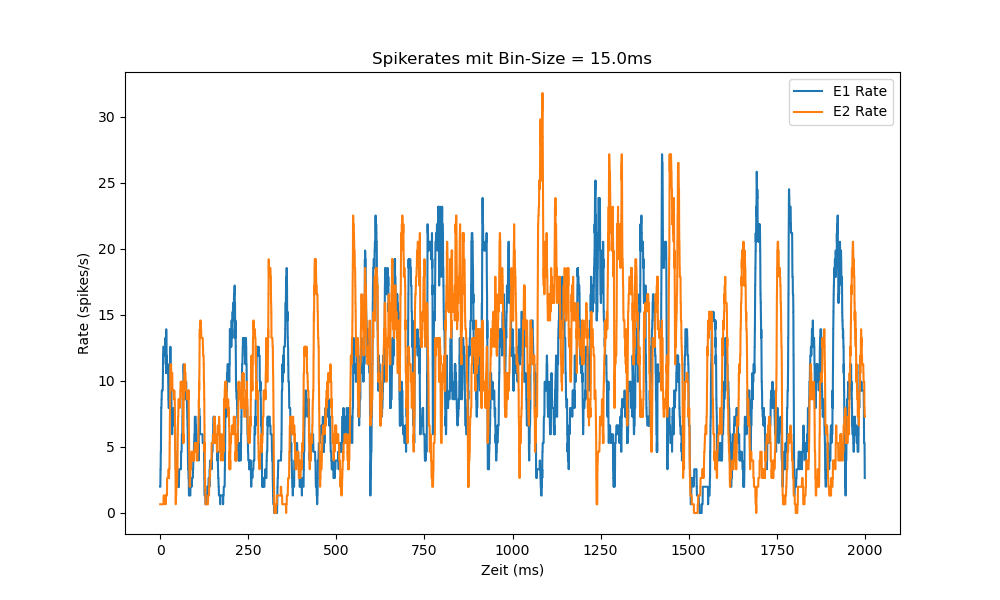 Spikerates mit Bin-Size = 15.0ms
E1 Rate
E2 Rate
Rate (spikes/s)
30
25
20
15
10
5
0
0 250 500 750 1000 1250 1500 1750 2000
Zeit (ms)